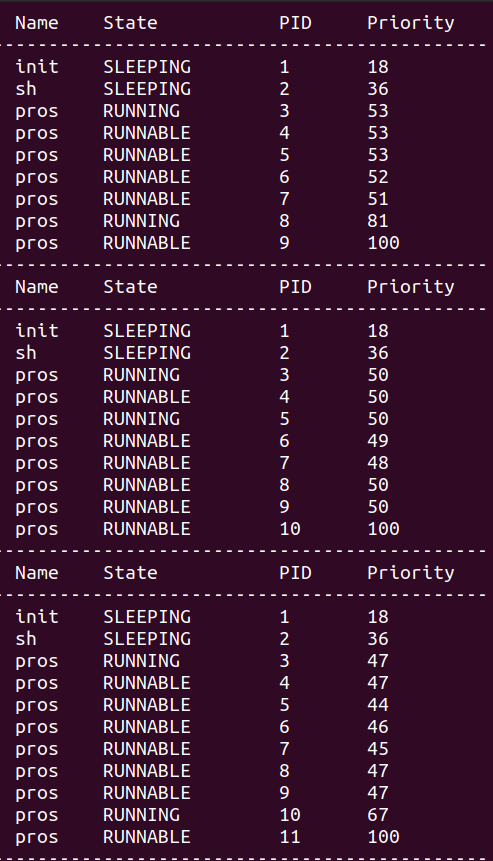 Name State PID Priority
--------------------------------------------
init SLEEPING 1 18
sh SLEEPING 2 36
pros RUNNING 3 53
pros RUNNABLE 4 53
pros RUNNABLE 5 53
pros RUNNABLE 6 52
pros RUNNABLE 7 51
pros RUNNING 8 81
pros RUNNABLE 9 100
--------------------------------------------
Name State PID Priority
--------------------------------------------
init SLEEPING 1 18
sh SLEEPING 2 36
pros RUNNING 3 50
pros RUNNABLE 4 50
pros RUNNING 5 50
pros RUNNABLE 6 49
pros RUNNABLE 7 48
pros RUNNABLE 8 50
pros RUNNABLE 9 50
pros RUNNABLE 10 100
--------------------------------------------
Name State PID Priority
--------------------------------------------
init SLEEPING 1 18
sh SLEEPING 2 36
pros RUNNING 3 47
pros RUNNABLE 4 47
pros RUNNABLE 5 44
pros RUNNABLE 6 46
pros RUNNABLE 7 45
pros RUNNABLE 8 47
pros RUNNABLE 9 47
pros RUNNING 10 67
pros RUNNABLE 11 100
--------------------------------------------